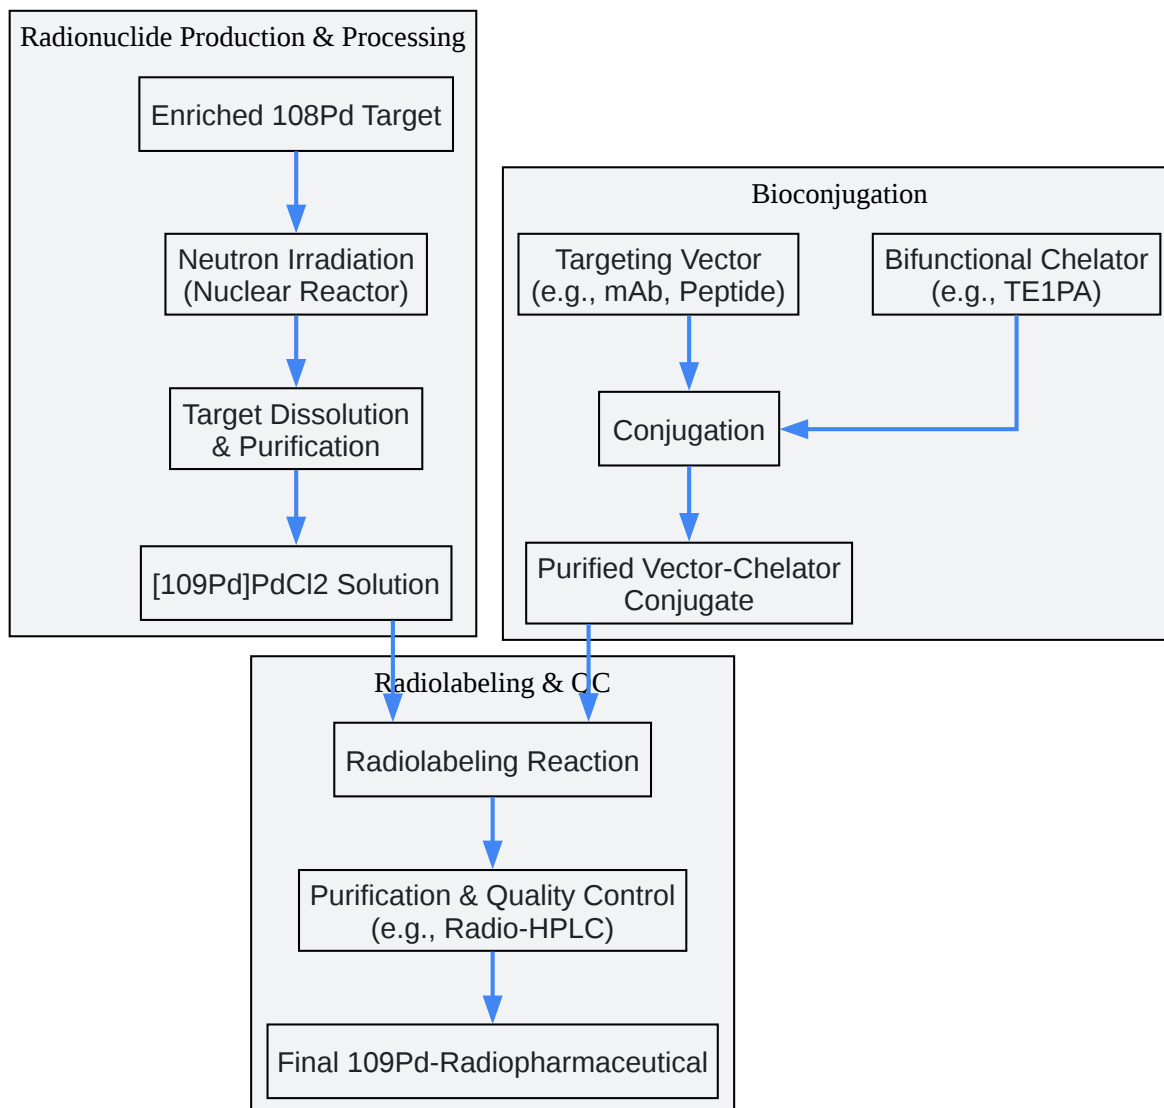 Radionuclide Production & Processing
Enriched 108Pd Target
Neutron Irradiation
(Nuclear Reactor)
Target Dissolution
& Purification
[109Pd]PdCl2 Solution
Bioconjugation
Targeting Vector
(e.g., mAb, Peptide)
Bifunctional Chelator
(e.g., TE1PA)
Conjugation
Purified Vector-Chelator
Conjugate
Radiolabeling & QC
Radiolabeling Reaction
Purification & Quality Control
(e.g., Radio-HPLC)
Final 109Pd-Radiopharmaceutical